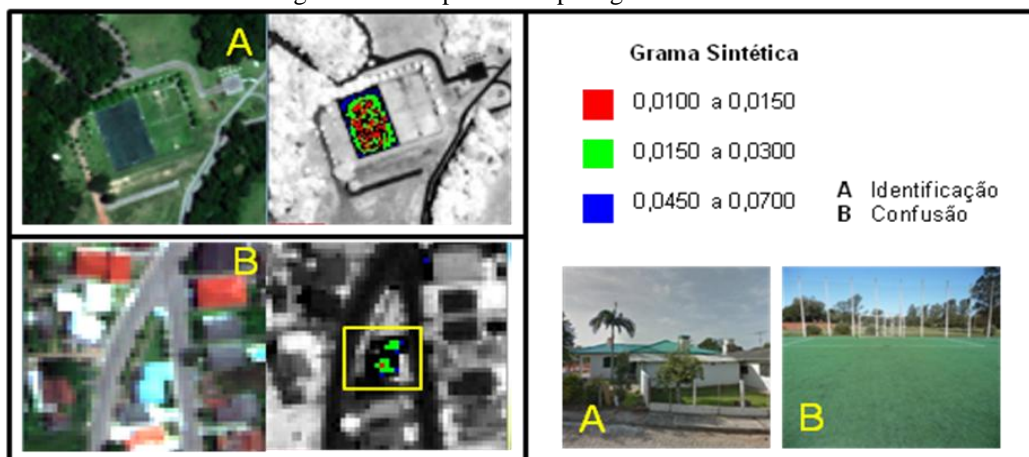 A
B
Grama Sintética
0,0100 a 0,0150
0,0150 a 0,0300
0,0450 a 0,0700
A Identificação
B Confusão
A
B